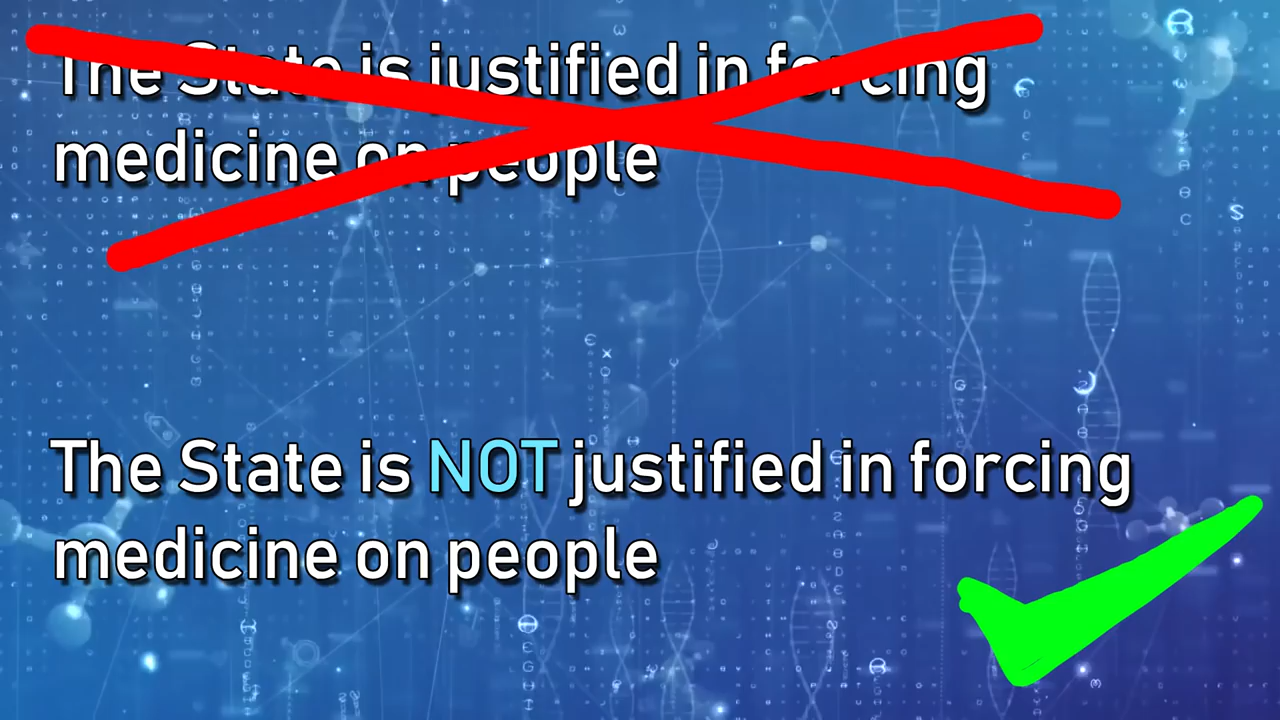 The State is justified in forcing
medicine on people
The State is NOT justified in forcing
medicine on people